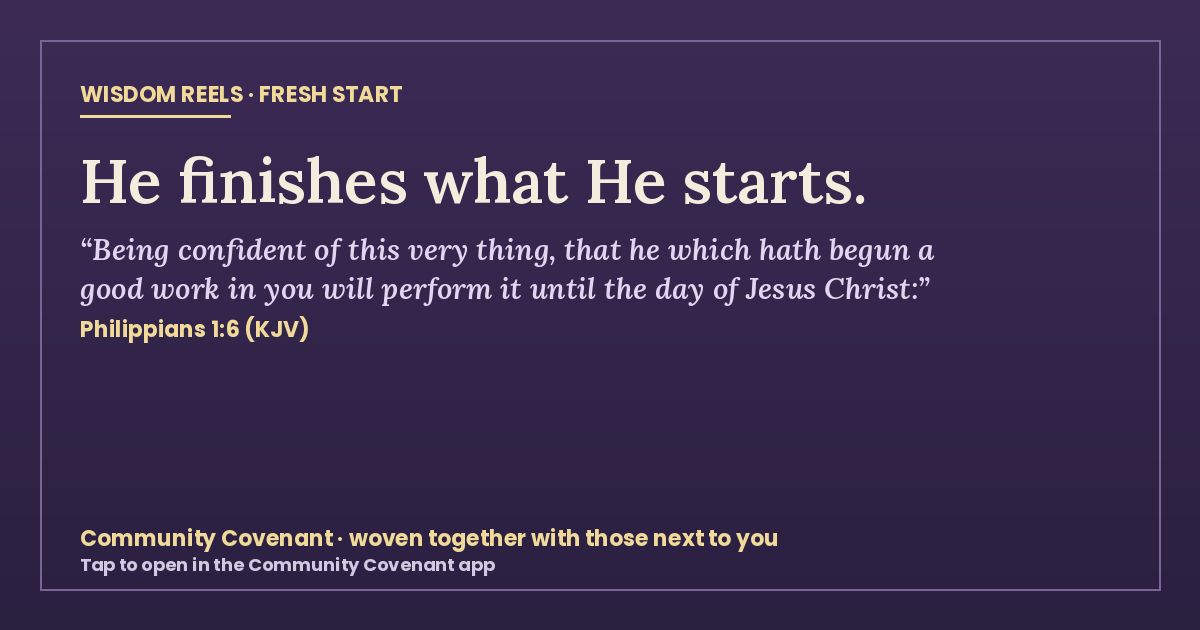 WISDOM REELS · FRESH START
He finishes what He starts.
“Being confident of this very thing, that he which hath begun a
good work in you will perform it until the day of Jesus Christ:”
Philippians 1:6 (KJV)
Community Covenant · woven together with those next to you
Tap to open in the Community Covenant app